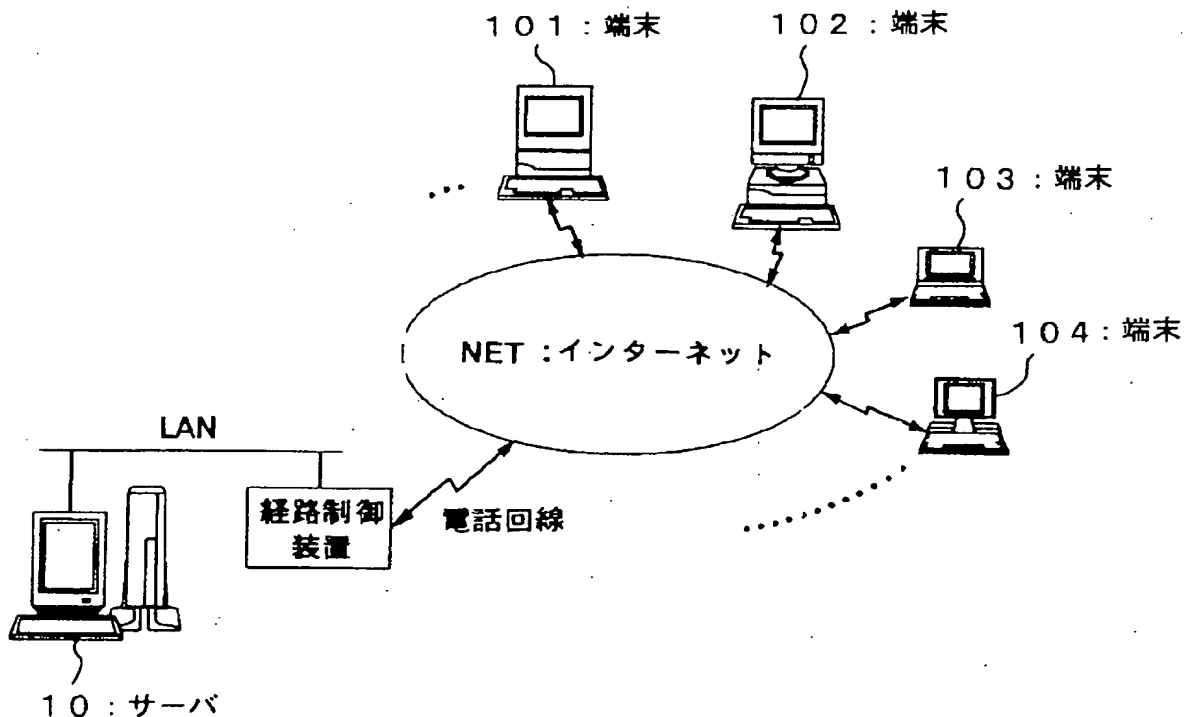 １０１：端末
１０２：端末
１０３：端末
１０４：端末
NET：インターネット
LAN
経路制御
装置
電話回線
１０：サーバ